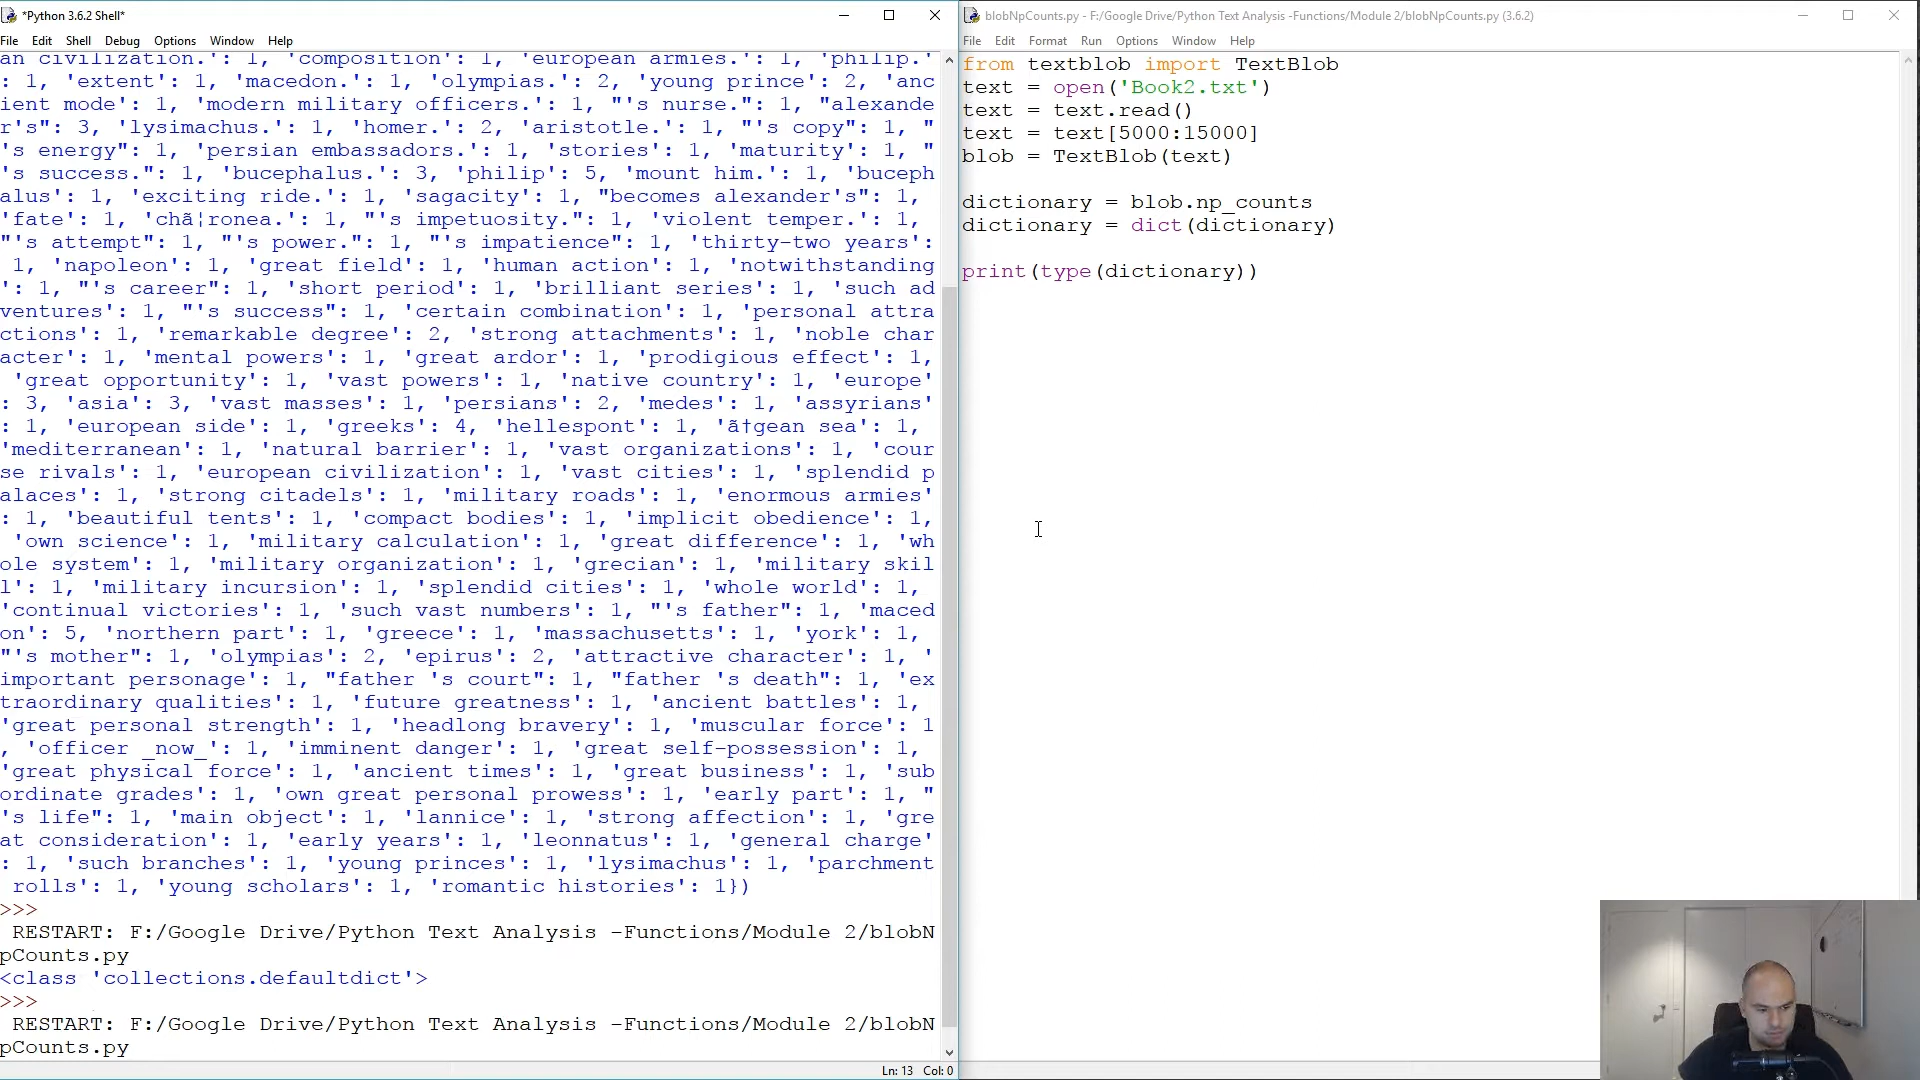 *Python 3.6.2 Shell*
File Edit Shell Debug Options Window Help
an civilization.': 1, 'composition': 1, 'european armies.': 1, 'philip.'
: 1, 'extent': 1, 'macedon.': 1, 'olympias.': 2, 'young prince': 2, 'anc
ient mode': 1, 'modern military officers.': 1, "'s nurse.": 1, "alexande
r's": 3, 'lysimachus.': 1, 'homer.': 2, 'aristotle.': 1, "'s copy": 1, "
's energy": 1, 'persian embassadors.': 1, 'stories': 1, 'maturity': 1, "
's success.": 1, 'bucephalus.': 3, 'philip': 5, 'mount him.': 1, 'buceph
alus': 1, 'exciting ride.': 1, 'sagacity': 1, "becomes alexander's": 1,
'fate': 1, 'chã¦ronea.': 1, "'s impetuosity.": 1, 'violent temper.': 1,
"'s attempt": 1, "'s power.": 1, "'s impatience": 1, 'thirty-two years':
 1, 'napoleon': 1, 'great field': 1, 'human action': 1, 'notwithstanding
': 1, "'s career": 1, 'short period': 1, 'brilliant series': 1, 'such ad
ventures': 1, "'s success": 1, 'certain combination': 1, 'personal attra
ctions': 1, 'remarkable degree': 2, 'strong attachments': 1, 'noble char
acter': 1, 'mental powers': 1, 'great ardor': 1, 'prodigious effect': 1,
 'great opportunity': 1, 'vast powers': 1, 'native country': 1, 'europe'
: 3, 'asia': 3, 'vast masses': 1, 'persians': 2, 'medes': 1, 'assyrians'
: 1, 'european side': 1, 'greeks': 4, 'hellespont': 1, 'ã†gean sea': 1,
'mediterranean': 1, 'natural barrier': 1, 'vast organizations': 1, 'cour
se rivals': 1, 'european civilization': 1, 'vast cities': 1, 'splendid p
alaces': 1, 'strong citadels': 1, 'military roads': 1, 'enormous armies'
: 1, 'beautiful tents': 1, 'compact bodies': 1, 'implicit obedience': 1,
 'own science': 1, 'military calculation': 1, 'great difference': 1, 'wh
ole system': 1, 'military organization': 1, 'grecian': 1, 'military skil
l': 1, 'military incursion': 1, 'splendid cities': 1, 'whole world': 1,
'continual victories': 1, 'such vast numbers': 1, "'s father": 1, 'maced
on': 5, 'northern part': 1, 'greece': 1, 'massachusetts': 1, 'york': 1,
"'s mother": 1, 'olympias': 2, 'epirus': 2, 'attractive character': 1, '
important personage': 1, "father 's court": 1, "father 's death": 1, 'ex
traordinary qualities': 1, 'future greatness': 1, 'ancient battles': 1,
'great personal strength': 1, 'headlong bravery': 1, 'muscular force': 1
, 'officer _now_': 1, 'imminent danger': 1, 'great self-possession': 1,
'great physical force': 1, 'ancient times': 1, 'great business': 1, 'sub
ordinate grades': 1, 'own great personal prowess': 1, 'early part': 1, "
's life": 1, 'main object': 1, 'lannice': 1, 'strong affection': 1, 'gre
at consideration': 1, 'early years': 1, 'leonnatus': 1, 'general charge'
: 1, 'such branches': 1, 'young princes': 1, 'lysimachus': 1, 'parchment
 rolls': 1, 'young scholars': 1, 'romantic histories': 1})
>>>
 RESTART: F:/Google Drive/Python Text Analysis -Functions/Module 2/blobN
pCounts.py
<class 'collections.defaultdict'>
>>>
 RESTART: F:/Google Drive/Python Text Analysis -Functions/Module 2/blobN
pCounts.py
Ln: 13 Col: 0
blobNpCounts.py - F:/Google Drive/Python Text Analysis -Functions/Module 2/blobNpCounts.py (3.6.2)
File Edit Format Run Options Window Help
from textblob import TextBlob
text = open('Book2.txt')
text = text.read()
text = text[5000:15000]
blob = TextBlob(text)
dictionary = blob.np_counts
dictionary = dict(dictionary)
print(type(dictionary))